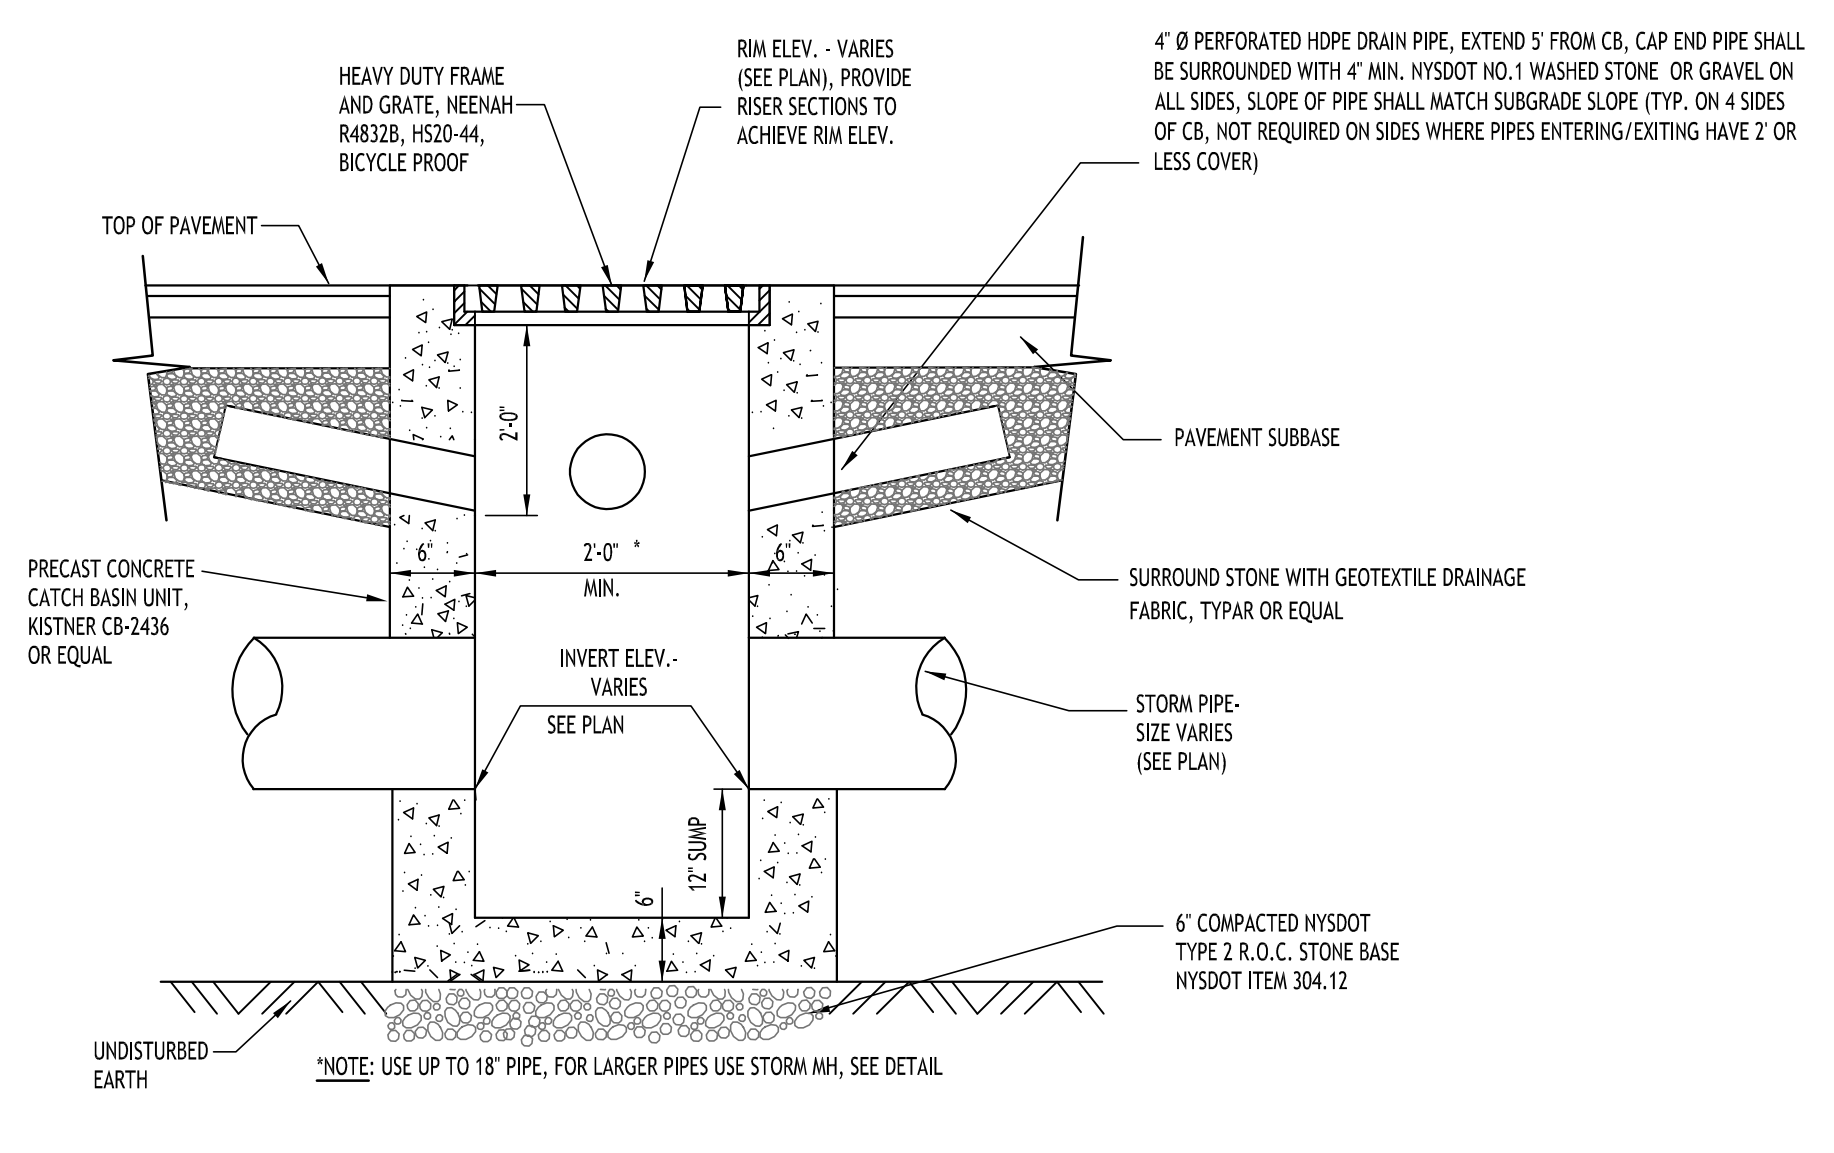 4" Ø PERFORATED HDPE DRAIN PIPE, EXTEND 5' FROM CB, CAP END PIPE SHALL
BE SURROUNDED WITH 4" MIN. NYSDOT NO.1 WASHED STONE OR GRAVEL ON
ALL SIDES, SLOPE OF PIPE SHALL MATCH SUBGRADE SLOPE (TYP. ON 4 SIDES
OF CB, NOT REQUIRED ON SIDES WHERE PIPES ENTERING/EXITING HAVE 2' OR
LESS COVER)
RIM ELEV. - VARIES
(SEE PLAN), PROVIDE
RISER SECTIONS TO
ACHIEVE RIM ELEV.
HEAVY DUTY FRAME
AND GRATE, NEENAH
R4832B, HS20-44,
BICYCLE PROOF
TOP OF PAVEMENT
2'-0"
PAVEMENT SUBBASE
6"
2'-0" *
MIN.
6"
PRECAST CONCRETE
CATCH BASIN UNIT,
KISTNER CB-2436
OR EQUAL
SURROUND STONE WITH GEOTEXTILE DRAINAGE
FABRIC, TYPAR OR EQUAL
INVERT ELEV.-
VARIES
SEE PLAN
STORM PIPE-
SIZE VARIES
(SEE PLAN)
12" SUMP
6"
6" COMPACTED NYSDOT
TYPE 2 R.O.C. STONE BASE
NYSDOT ITEM 304.12
UNDISTURBED
EARTH
*NOTE: USE UP TO 18" PIPE, FOR LARGER PIPES USE STORM MH, SEE DETAIL